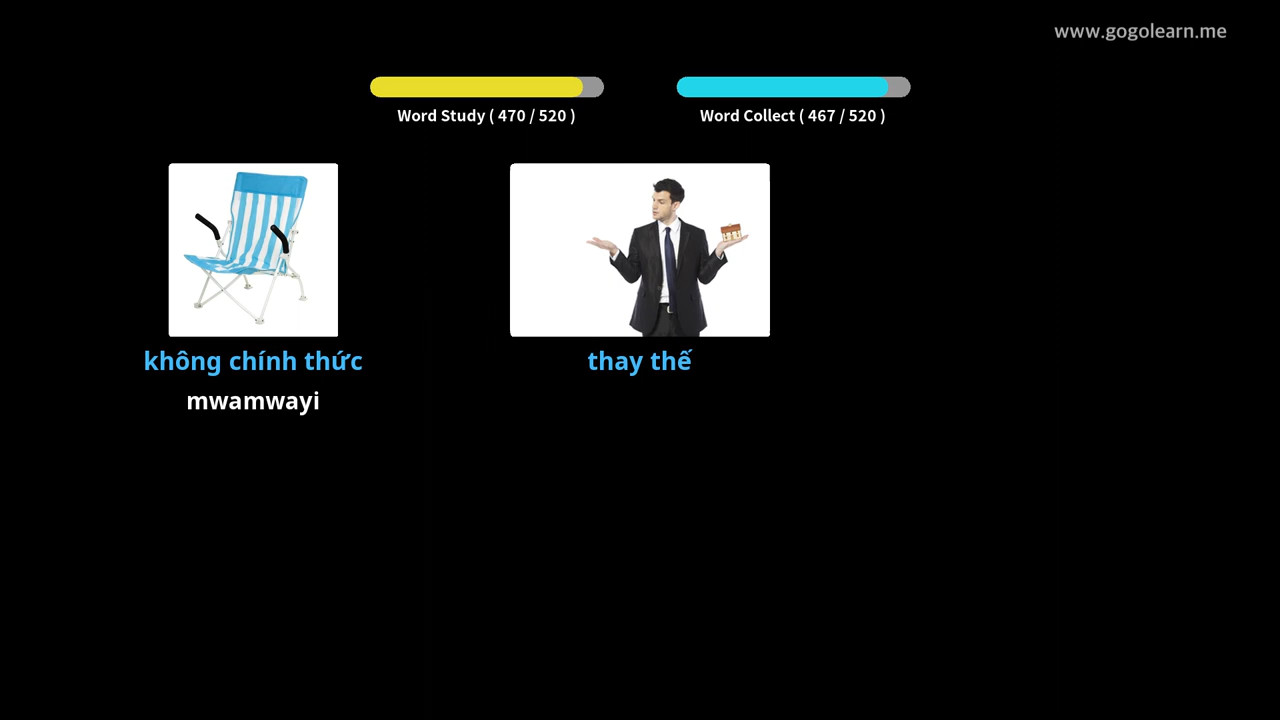 www.gogolearn.me
Word Study ( 470 / 520 )
Word Collect ( 467 / 520 )
không chính thức
mwamwayi
thay thế